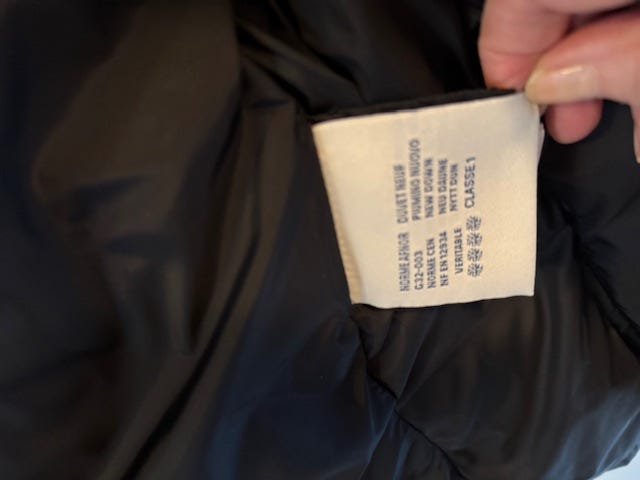 NORME AFNOR DUVET NEUF
G32-003 PIUMINO NUOVO
NORME CEN NEW DOWN
NF EN 12934 NEU DAUNE
VERITABLE NYTT DUN
CLASSE 1